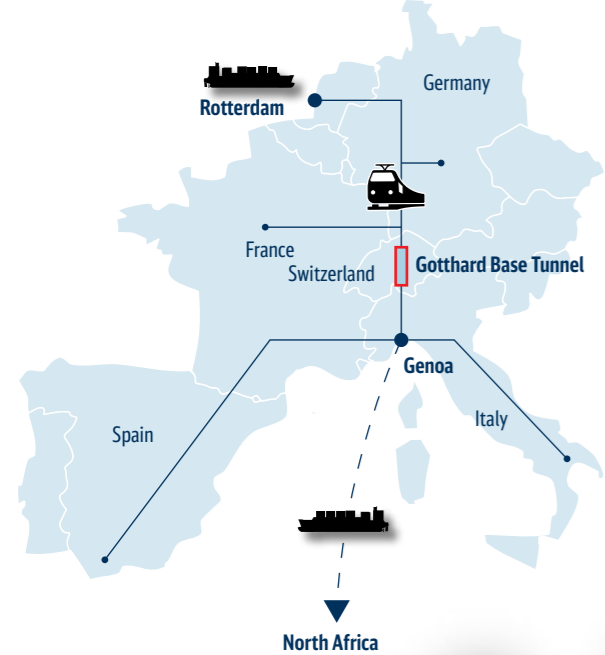 Germany
Rotterdam
France
Switzerland
Gotthard Base Tunnel
Genoa
Italy
Spain
North Africa